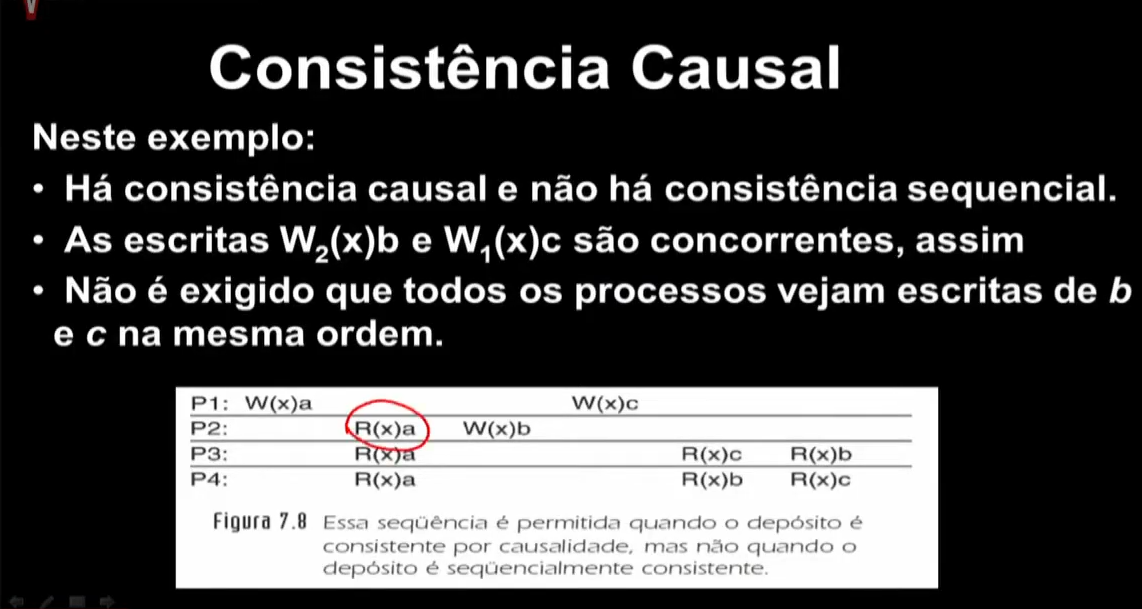 Consistência Causal
Neste exemplo:
• Há consistência causal e não há consistência sequencial.
• As escritas W₂(x)b e W₁(x)c são concorrentes, assim
• Não é exigido que todos os processos vejam escritas de b
e c na mesma ordem.
P1: W(x)a W(x)c
P2: R(x)a W(x)b
P3: R(x)a R(x)c R(x)b
P4: R(x)a R(x)b R(x)c
Figura 7.8 Essa seqüência é permitida quando o depósito é
consistente por causalidade, mas não quando o
depósito é seqüencialmente consistente.